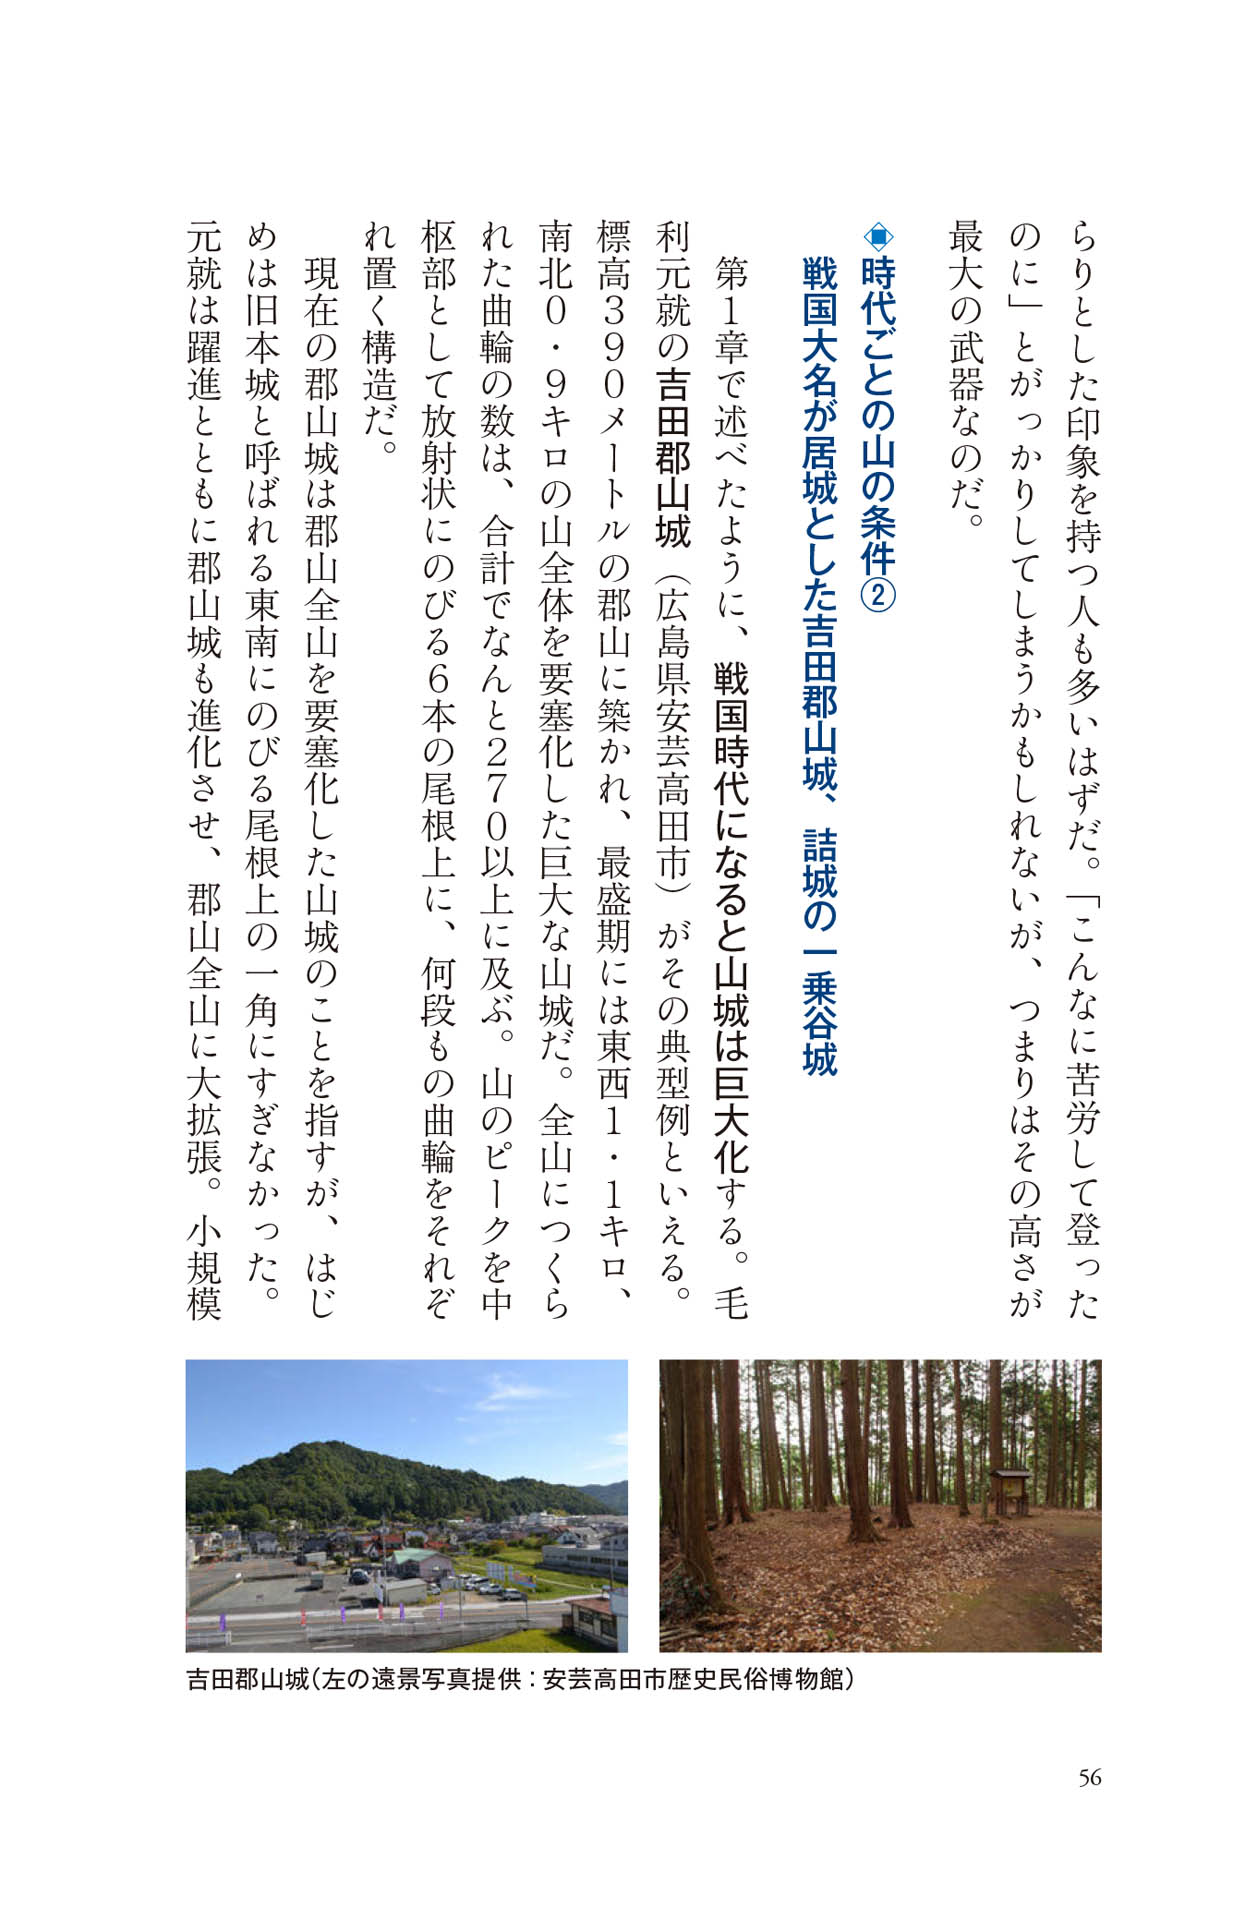 らりとした印象を持つ人も多いはずだ。「こんなに苦労して登った
のに」とがっかりしてしまうかもしれないが、つまりはその高さが
最大の武器なのだ。
◈時代ごとの山の条件②
戦国大名が居城とした吉田郡山城、詰城の一乗谷城
第１章で述べたように、戦国時代になると山城は巨大化する。毛
利元就の吉田郡山城（広島県安芸高田市）がその典型例といえる。
標高３９０メートルの郡山に築かれ、最盛期には東西１・１キロ、
南北０・９キロの山全体を要塞化した巨大な山城だ。全山につくら
れた曲輪の数は、合計でなんと２７０以上に及ぶ。山のピークを中
枢部として放射状にのびる６本の尾根上に、何段もの曲輪をそれぞ
れ置く構造だ。
現在の郡山城は郡山全山を要塞化した山城のことを指すが、はじ
めは旧本城と呼ばれる東南にのびる尾根上の一角にすぎなかった。
元就は躍進とともに郡山城も進化させ、郡山全山に大拡張。小規模
吉田郡山城（左の遠景写真提供：安芸高田市歴史民俗博物館）
56